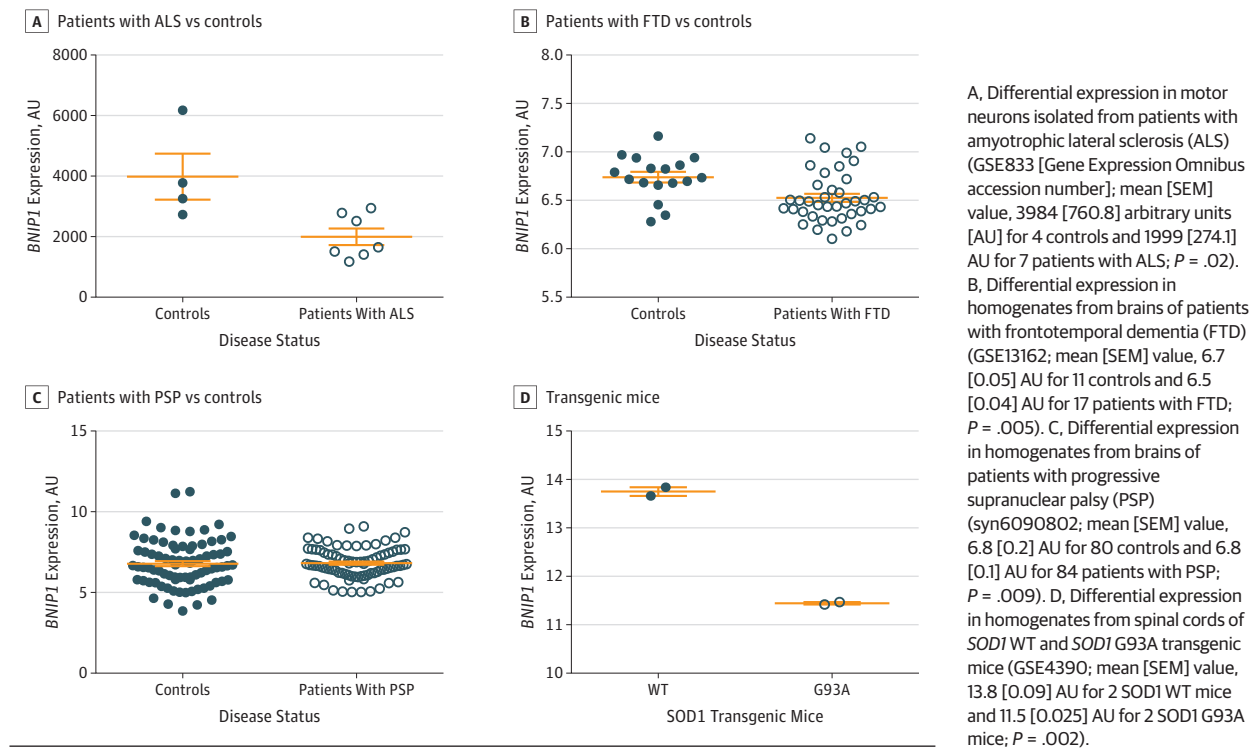 A Patients with ALS vs controls
8000
6000
4000
2000
0
BNIP1 Expression, AU
Controls
Patients With ALS
Disease Status
B Patients with FTD vs controls
8.0
7.5
7.0
6.5
6.0
5.5
BNIP1 Expression, AU
Controls
Patients With FTD
Disease Status
C Patients with PSP vs controls
15
10
5
0
BNIP1 Expression, AU
Controls
Patients With PSP
Disease Status
D Transgenic mice
15
14
13
12
11
10
BNIP1 Expression, AU
WT
G93A
SOD1 Transgenic Mice
A, Differential expression in motor
neurons isolated from patients with
amyotrophic lateral sclerosis (ALS)
(GSE833 [Gene Expression Omnibus
accession number]; mean [SEM]
value, 3984 [760.8] arbitrary units
[AU] for 4 controls and 1999 [274.1]
AU for 7 patients with ALS; P = .02).
B, Differential expression in
homogenates from brains of patients
with frontotemporal dementia (FTD)
(GSE13162; mean [SEM] value, 6.7
[0.05] AU for 11 controls and 6.5
[0.04] AU for 17 patients with FTD;
P = .005). C, Differential expression
in homogenates from brains of
patients with progressive
supranuclear palsy (PSP)
(syn6090802; mean [SEM] value,
6.8 [0.2] AU for 80 controls and 6.8
[0.1] AU for 84 patients with PSP;
P = .009). D, Differential expression
in homogenates from spinal cords of
SOD1 WT and SOD1 G93A transgenic
mice (GSE4390; mean [SEM] value,
13.8 [0.09] AU for 2 SOD1 WT mice
and 11.5 [0.025] AU for 2 SOD1 G93A
mice; P = .002).